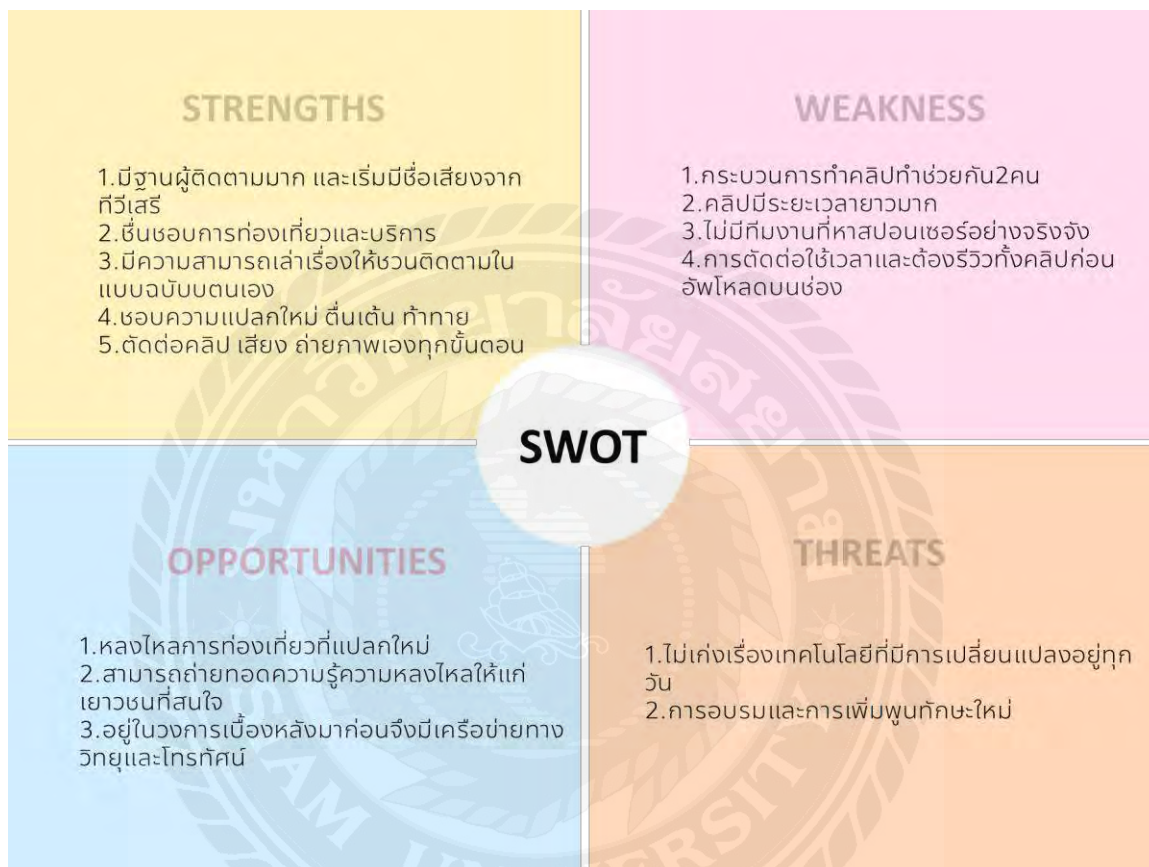 STRENGTHS
1.มีฐานผู้ติดตามมาก และเริ่มมีชื่อเสียงจาก
ทีวีเสรี
2.ชื่นชอบการท่องเที่ยวและบริการ
3.มีความสามารถเล่าเรื่องให้ชวนติดตามใน
แบบฉบับบตนเอง
4.ชอบความแปลกใหม่ ตื่นเต้น ท้าทาย
5.ตัดต่อคลิป เสียง ถ่ายภาพเองทุกขั้นตอน
WEAKNESS
1.กระบวนการทำคลิปทำช่วยกัน2คน
2.คลิปมีระยะเวลายาวมาก
3.ไม่มีทีมงานที่หาสปอนเซอร์อย่างจริงจัง
4.การตัดต่อใช้เวลาและต้องรีวิวทั้งคลิปก่อน
อัพโหลดบนช่อง
SWOT
OPPORTUNITIES
1.หลงไหลการท่องเที่ยวที่แปลกใหม่
2.สามารถถ่ายทอดความรู้ความหลงไหลให้แก่
เยาวชนที่สนใจ
3.อยู่ในวงการเบื้องหลังมาก่อนจึงมีเครือข่ายทาง
วิทยุและโทรทัศน์
THREATS
1.ไม่เก่งเรื่องเทคโนโลยีที่มีการเปลี่ยนแปลงอยู่ทุก
วัน
2.การอบรมและการเพิ่มพูนทักษะใหม่
มหาวิทยาลัยสยาม
SIAM UNIVERSITY